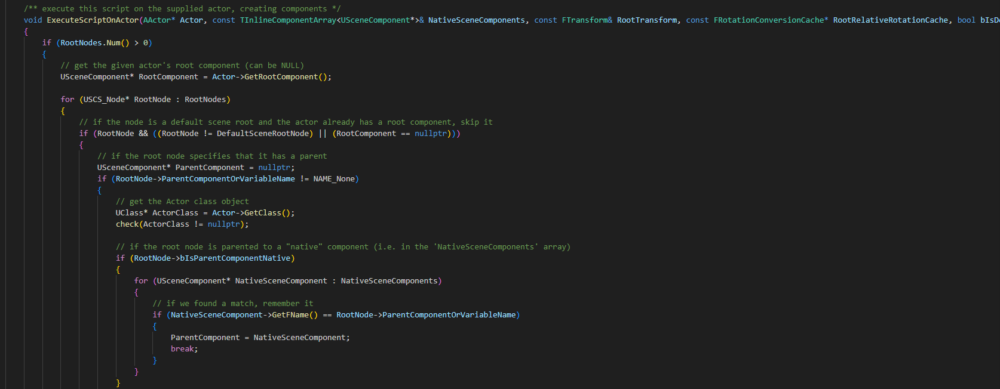 /** execute this script on the supplied actor, creating components */
void ExecuteScriptOnActor(AActor* Actor, const TInlineComponentArray<USceneComponent*>& NativeSceneComponents, const FTransform& RootTransform, const FRotationConversionCache* RootRelativeRotationCache, bool bIsDe
{
if (RootNodes.Num() > 0)
{
// get the given actor's root component (can be NULL)
USceneComponent* RootComponent = Actor->GetRootComponent();
for (USCS_Node* RootNode : RootNodes)
{
// if the node is a default scene root and the actor already has a root component, skip it
if (RootNode && ((RootNode != DefaultSceneRootNode) || (RootComponent == nullptr)))
{
// if the root node specifies that it has a parent
USceneComponent* ParentComponent = nullptr;
if (RootNode->ParentComponentOrVariableName != NAME_None)
{
// get the Actor class object
UClass* ActorClass = Actor->GetClass();
check(ActorClass != nullptr);
// if the root node is parented to a "native" component (i.e. in the 'NativeSceneComponents' array)
if (RootNode->bIsParentComponentNative)
{
for (USceneComponent* NativeSceneComponent : NativeSceneComponents)
{
// if we found a match, remember it
if (NativeSceneComponent->GetFName() == RootNode->ParentComponentOrVariableName)
{
ParentComponent = NativeSceneComponent;
break;
}
}
}